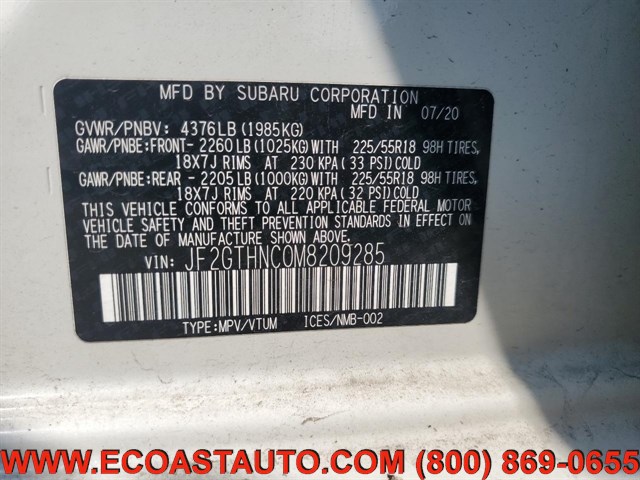 MFD BY SUBARU CORPORATION
MFD IN 07/20
GVWR/PNBV: 4376LB(1985KG)
GAWR/PNBE:FRONT- 2260LB(1025KG)WITH 225/55R18 98H TIRES,
18X7J RIMS AT 230 KPA(33 PSI)COLD
GAWR/PNBE:REAR - 2205LB(1000KG)WITH 225/55R18 98H TIRES,
18X7J RIMS AT 220 KPA(32 PSI)COLD
THIS VEHICLE CONFORMS TO ALL APPLICABLE FEDERAL MOTOR
VEHICLE SAFETY AND THEFT PREVENTION STANDARDS IN EFFECT ON
THE DATE OF MANUFACTURE SHOWN ABOVE.
VIN: JF2GTHNC0M8209285
TYPE:MPV/VTUM ICES/NMB-002
WWW.ECOASTAUTO.COM (800) 869-0655